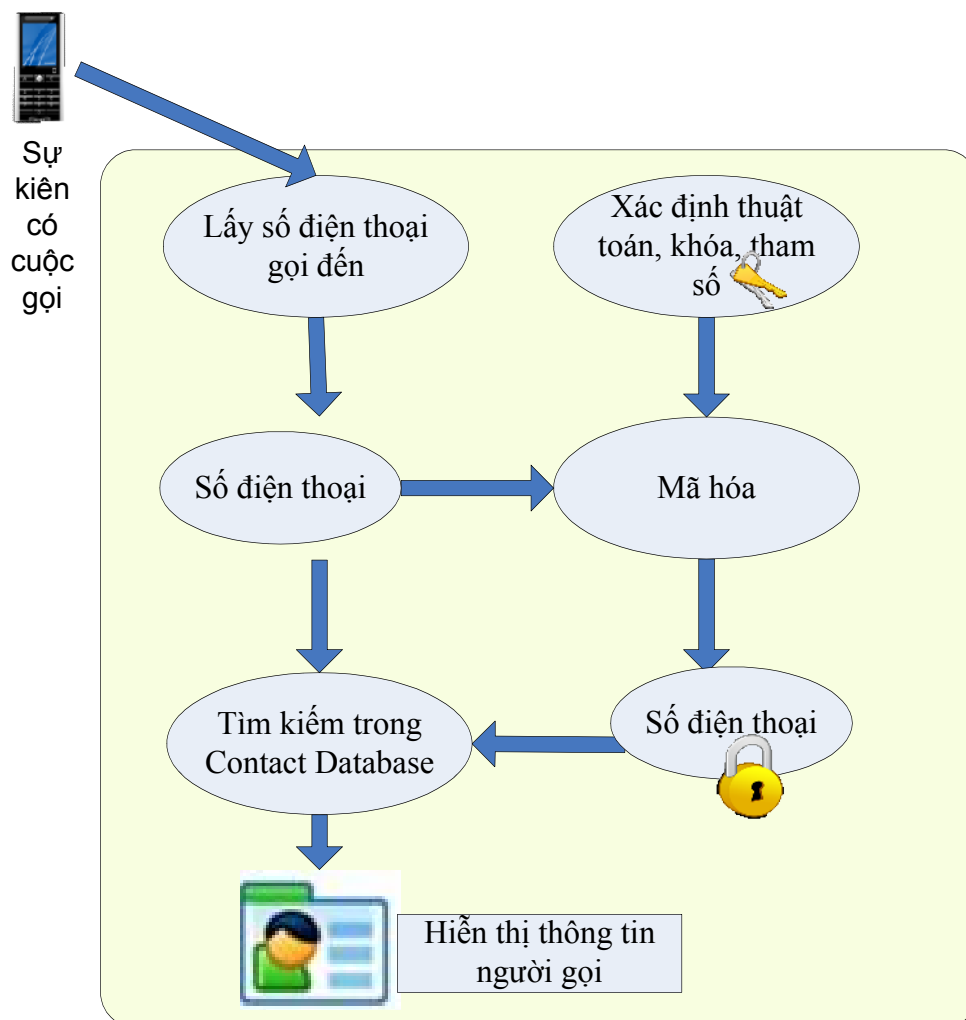 Sự
kiên
có
cuộc
gọi
Lấy số điện thoại
gọi đến
Xác định thuật
toán, khóa, tham
số
Số điện thoại
Mã hóa
Tìm kiếm trong
Contact Database
Số điện thoại
Hiễn thị thông tin
người gọi